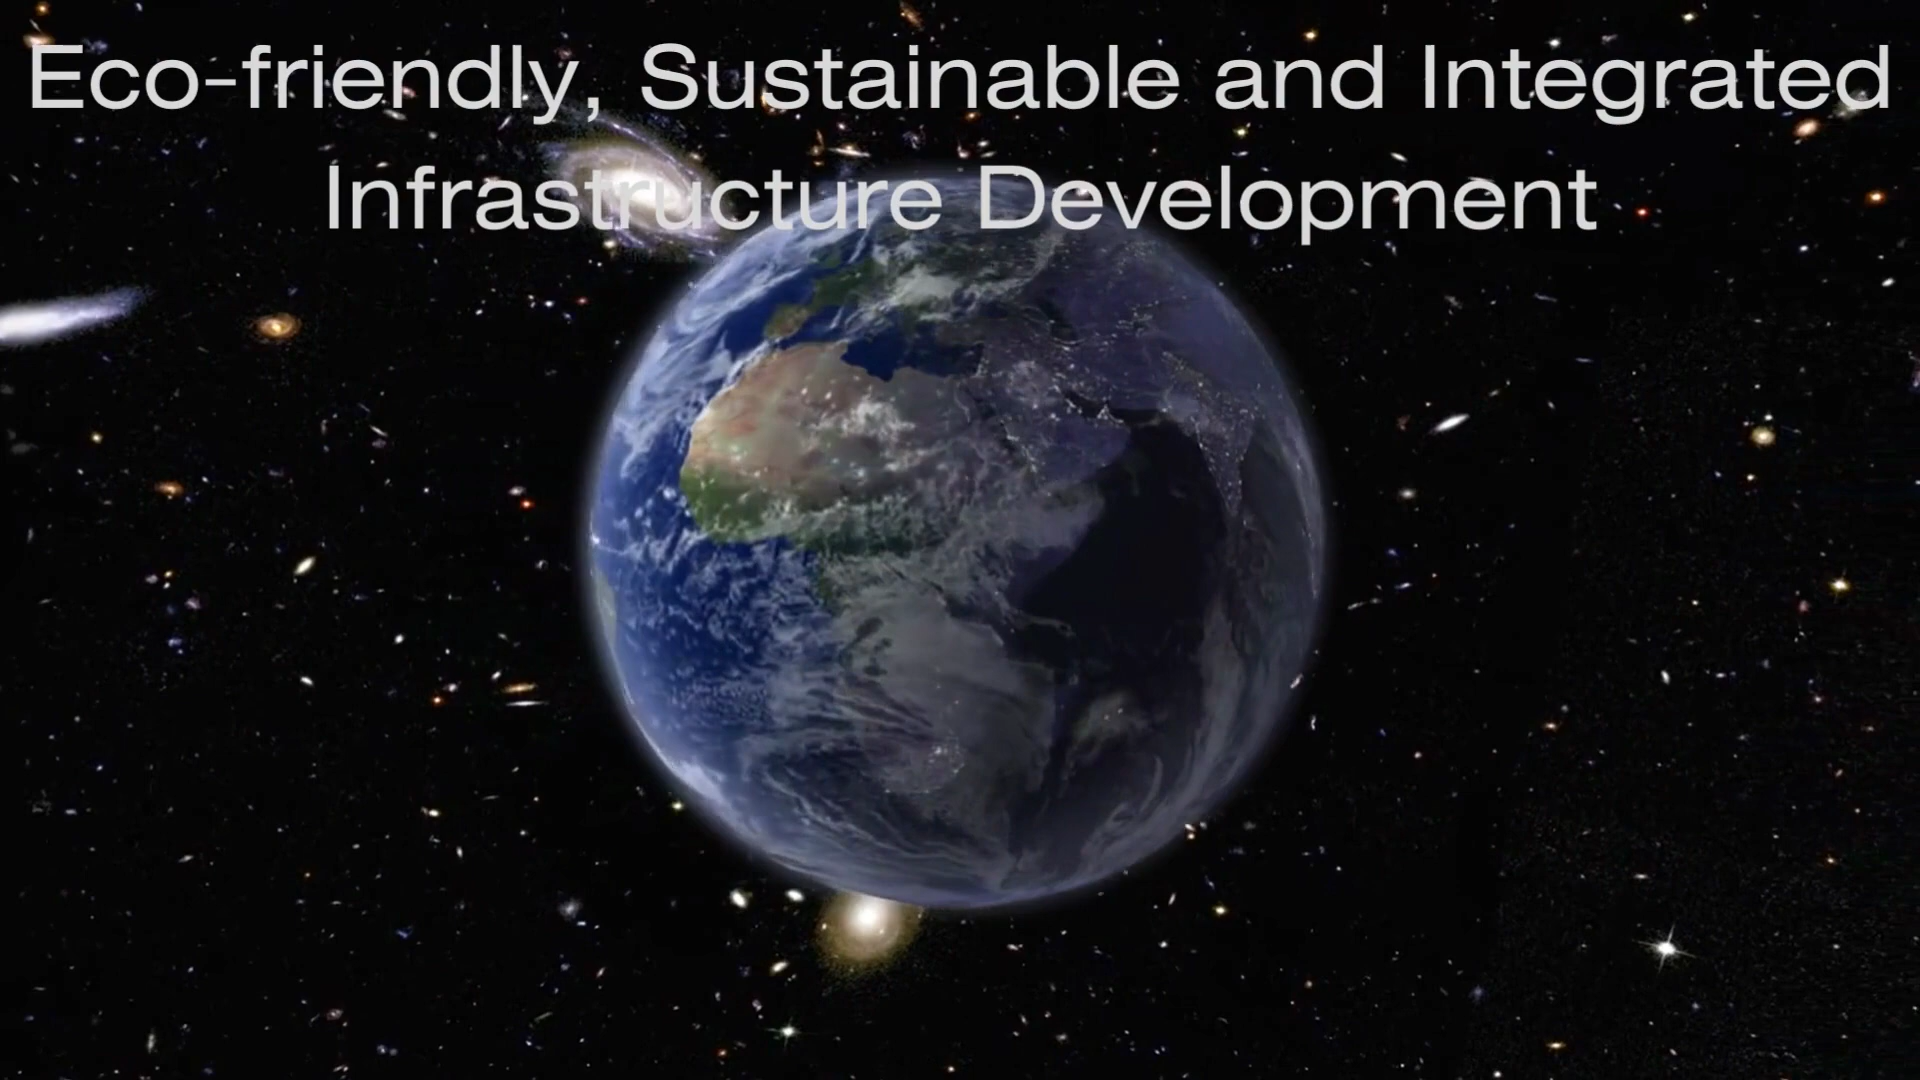 Eco-friendly, Sustainable and Integrated
Infrastructure Development